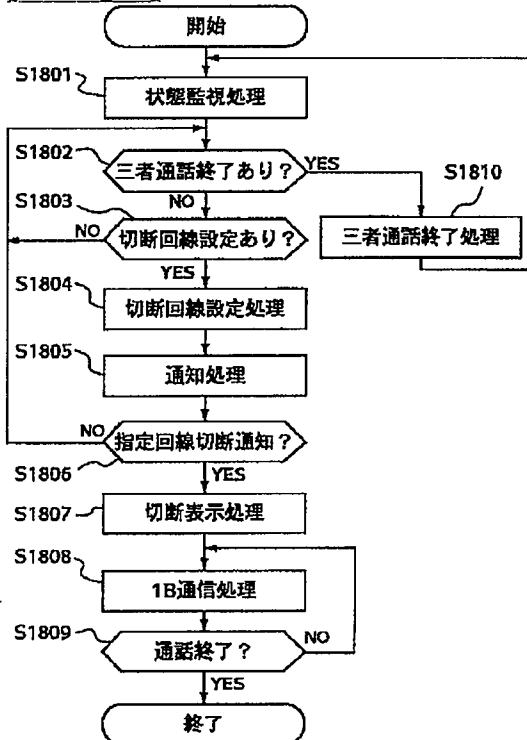 開始
S1801
状態監視処理
S1802
三者通話終了あり?
YES
S1810
三者通話終了処理
NO
S1803
切断回線設定あり?
NO
YES
S1804
切断回線設定処理
S1805
通知処理
指定回線切断通知?
NO
S1806
YES
S1807
切断表示処理
S1808
1B通信処理
S1809
通話終了?
NO
YES
終了